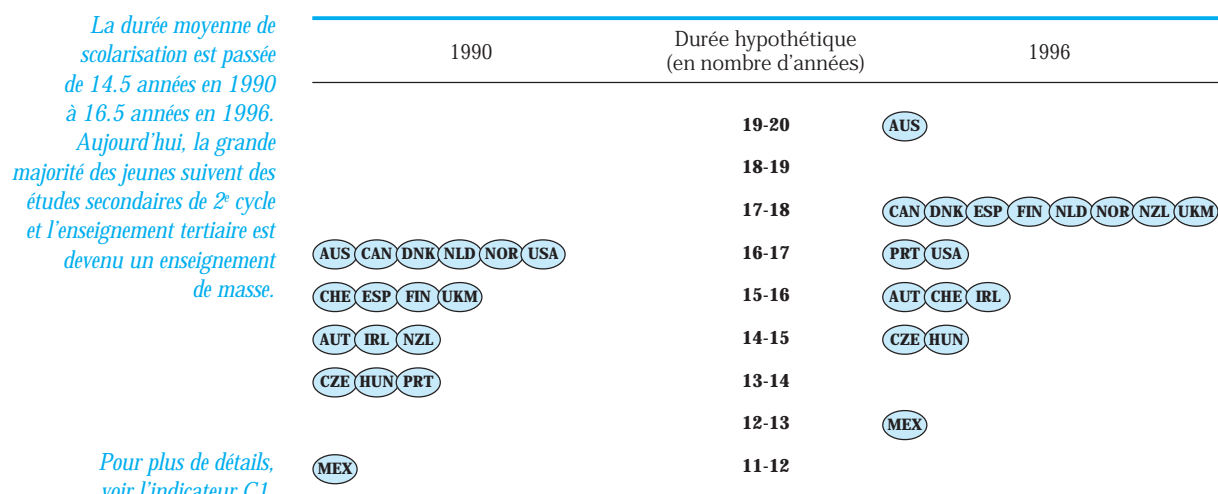 La durée moyenne de
scolarisation est passée
de 14.5 années en 1990
à 16.5 années en 1996.
Aujourd'hui, la grande
majorité des jeunes suivent des
études secondaires de 2e cycle
et l'enseignement tertiaire est
devenu un enseignement
de masse.
Pour plus de détails,
voir l'indicateur C1.
1990 Durée hypothétique (en nombre d'années) 1996
19-20 AUS
18-19
17-18 CAN DNK ESP FIN NLD NOR NZL UKM
AUS CAN DNK NLD NOR USA 16-17 PRT USA
CHE ESP FIN UKM 15-16 AUT CHE IRL
AUT IRL NZL 14-15 CZE HUN
CZE HUN PRT 13-14
12-13 MEX
MEX 11-12